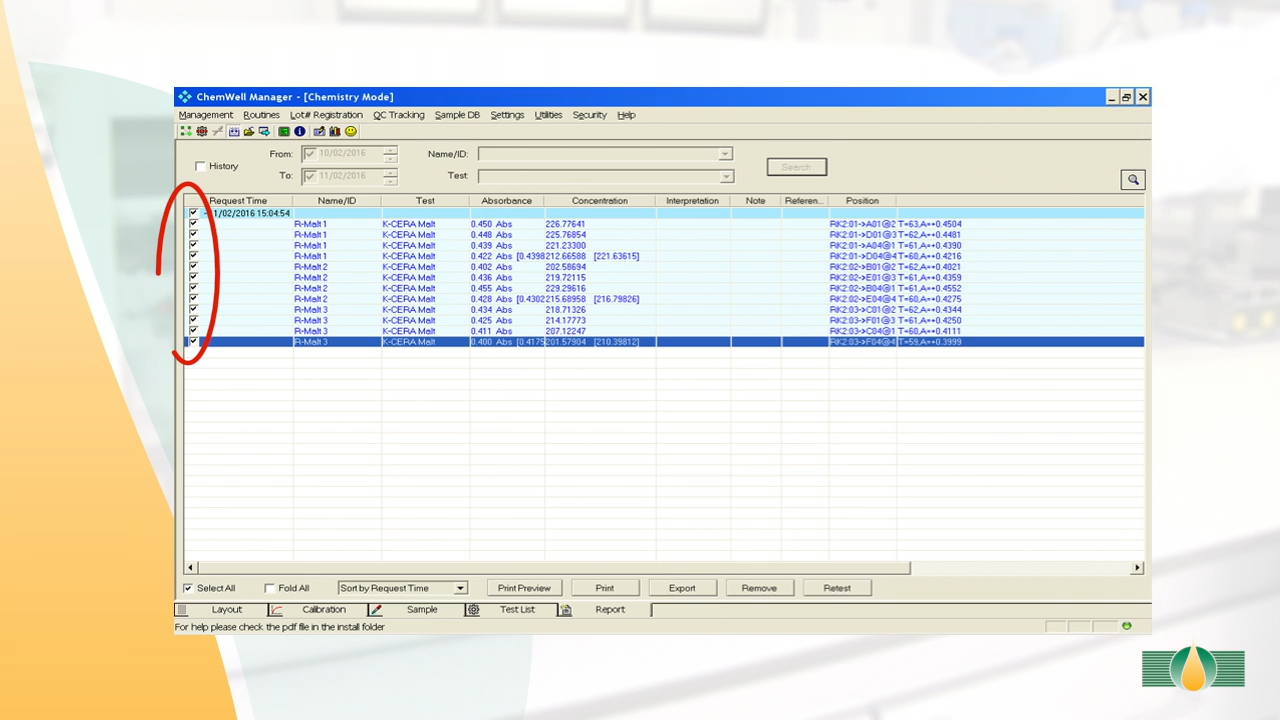 ChemWell Manager - [Chemistry Mode]
Management Routines Lot# Registration QC Tracking Sample DB Settings Utilities Security Help
History From: 10/02/2016 Name/ID: Search
To: 11/02/2016 Test:
Request Time Name/ID Test Absorbance Concentration Interpretation Note Referen... Position
1/02/2016 15:04:54
R-Malt 1 K-CERA Malt 0.450 Abs 226.77641 RK2:01->A01@2 T=63,A=+0.4504
R-Malt 1 K-CERA Malt 0.448 Abs 225.76854 RK2:01->D01@3 T=62,A=+0.4481
R-Malt 1 K-CERA Malt 0.439 Abs 221.23300 RK2:01->A04@1 T=61,A=+0.4390
R-Malt 1 K-CERA Malt 0.422 Abs [0.4398 212.66588 [221.63615] RK2:01->D04@4 T=60,A=+0.4216
R-Malt 2 K-CERA Malt 0.402 Abs 202.58694 RK2:02->B01@2 T=62,A=+0.4021
R-Malt 2 K-CERA Malt 0.436 Abs 219.72115 RK2:02->E01@3 T=61,A=+0.4359
R-Malt 2 K-CERA Malt 0.455 Abs 229.29616 RK2:02->B04@1 T=61,A=+0.4552
R-Malt 2 K-CERA Malt 0.428 Abs [0.4302 215.68958 [216.79826] RK2:02->E04@4 T=60,A=+0.4275
R-Malt 3 K-CERA Malt 0.434 Abs 218.71326 RK2:03->C01@2 T=62,A=+0.4344
R-Malt 3 K-CERA Malt 0.425 Abs 214.17773 RK2:03->F01@3 T=61,A=+0.4250
R-Malt 3 K-CERA Malt 0.411 Abs 207.12247 RK2:03->C04@1 T=60,A=+0.4111
R-Malt 3 K-CERA Malt 0.400 Abs [0.4175 201.57904 [210.39812] RK2:03->F04@4 T=59,A=+0.3999
Select All Fold All Sort by Request Time Print Preview Print Export Remove Retest
Layout Calibration Sample Test List Report
For help please check the pdf file in the install folder